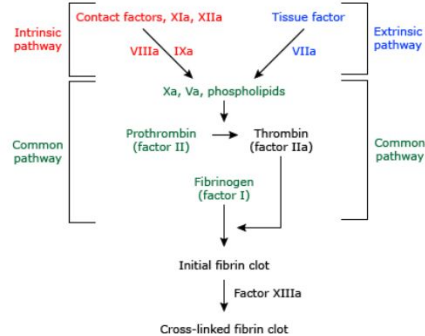 Contact factors, XIa, XIIa
Tissue factor
Intrinsic
pathway
Extrinsic
pathway
VIIIa
IXa
VIIa
Xa, Va, phospholipids
Common
pathway
Prothrombin
(factor II)
Thrombin
(factor IIa)
Common
pathway
Fibrinogen
(factor I)
Initial fibrin clot
Factor XIIIa
Cross-linked fibrin clot